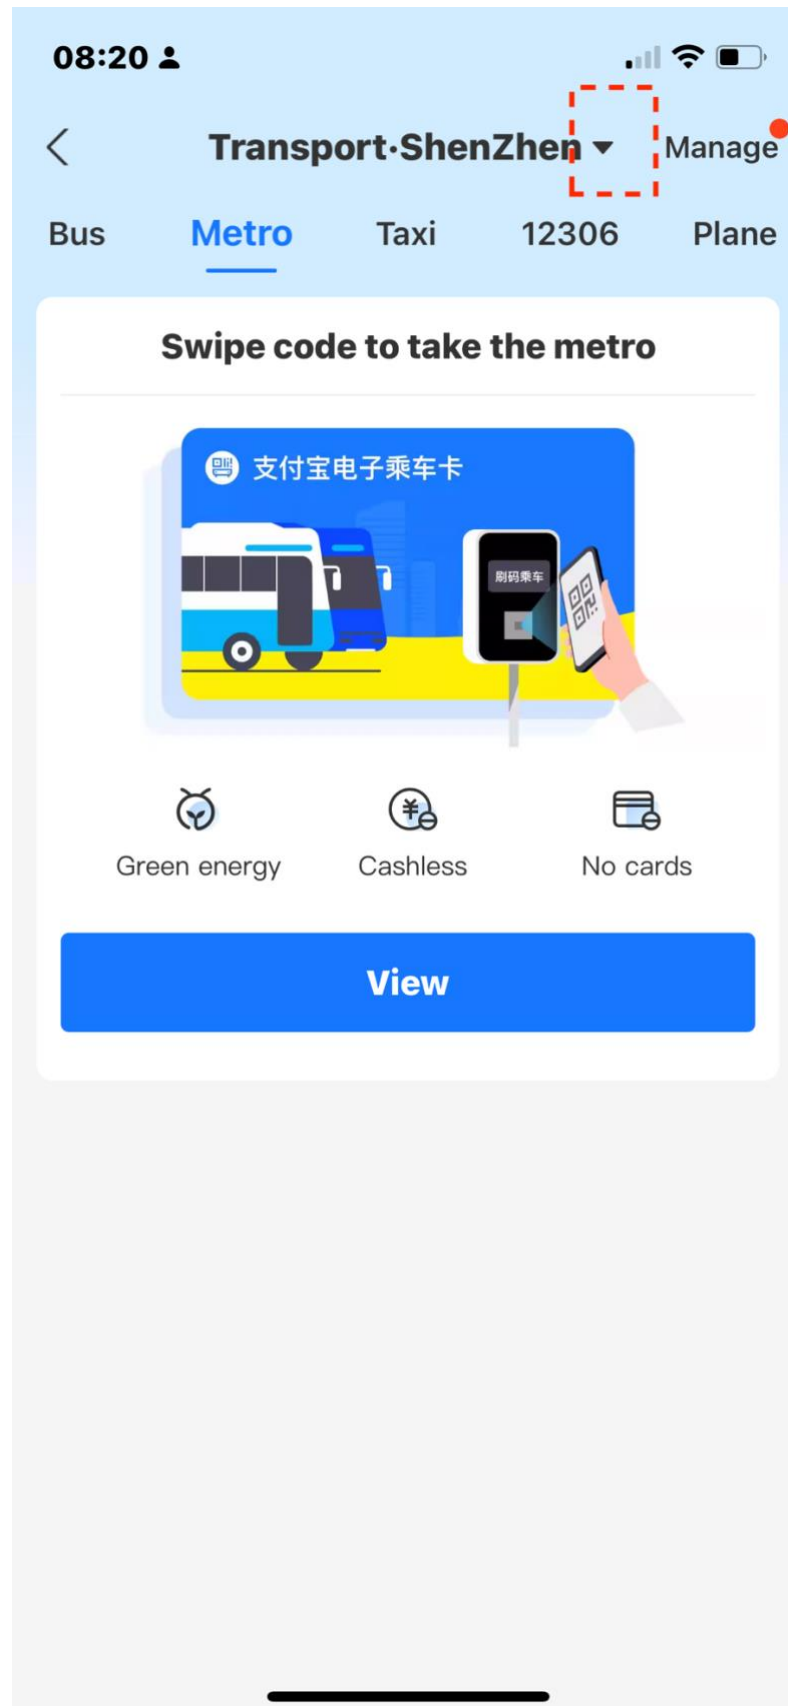 08:20
Transport·ShenZhen Manage
Bus Metro Taxi 12306 Plane
Swipe code to take the metro
支付宝电子乘车卡
刷码乘车
Green energy Cashless No cards
View